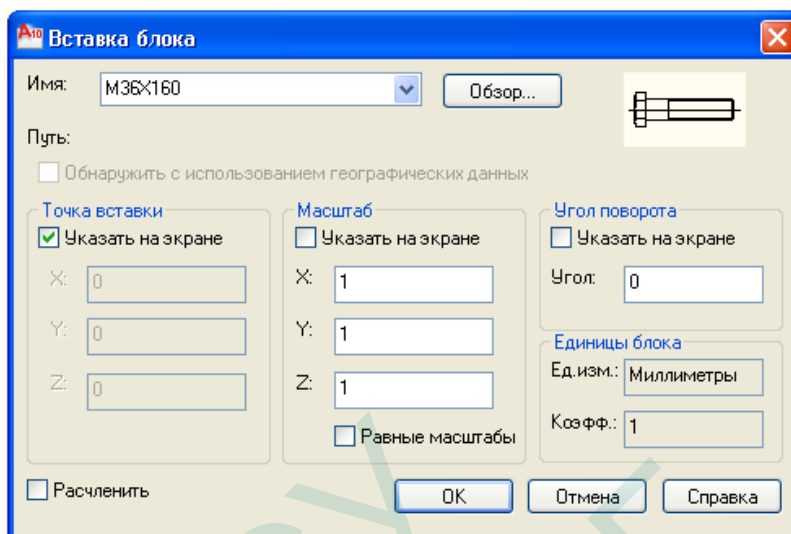 A10 Вставка блока
Имя: M36X160 Обзор...
Путь:
Обнаружить с использованием географических данных
Точка вставки
Указать на экране
X: 0
Y: 0
Z: 0
Масштаб
Указать на экране
X: 1
Y: 1
Z: 1
Равные масштабы
Угол поворота
Указать на экране
Угол: 0
Единицы блока
Ед.изм.: Миллиметры
Коэфф.: 1
Расчленить
OK Отмена Справка